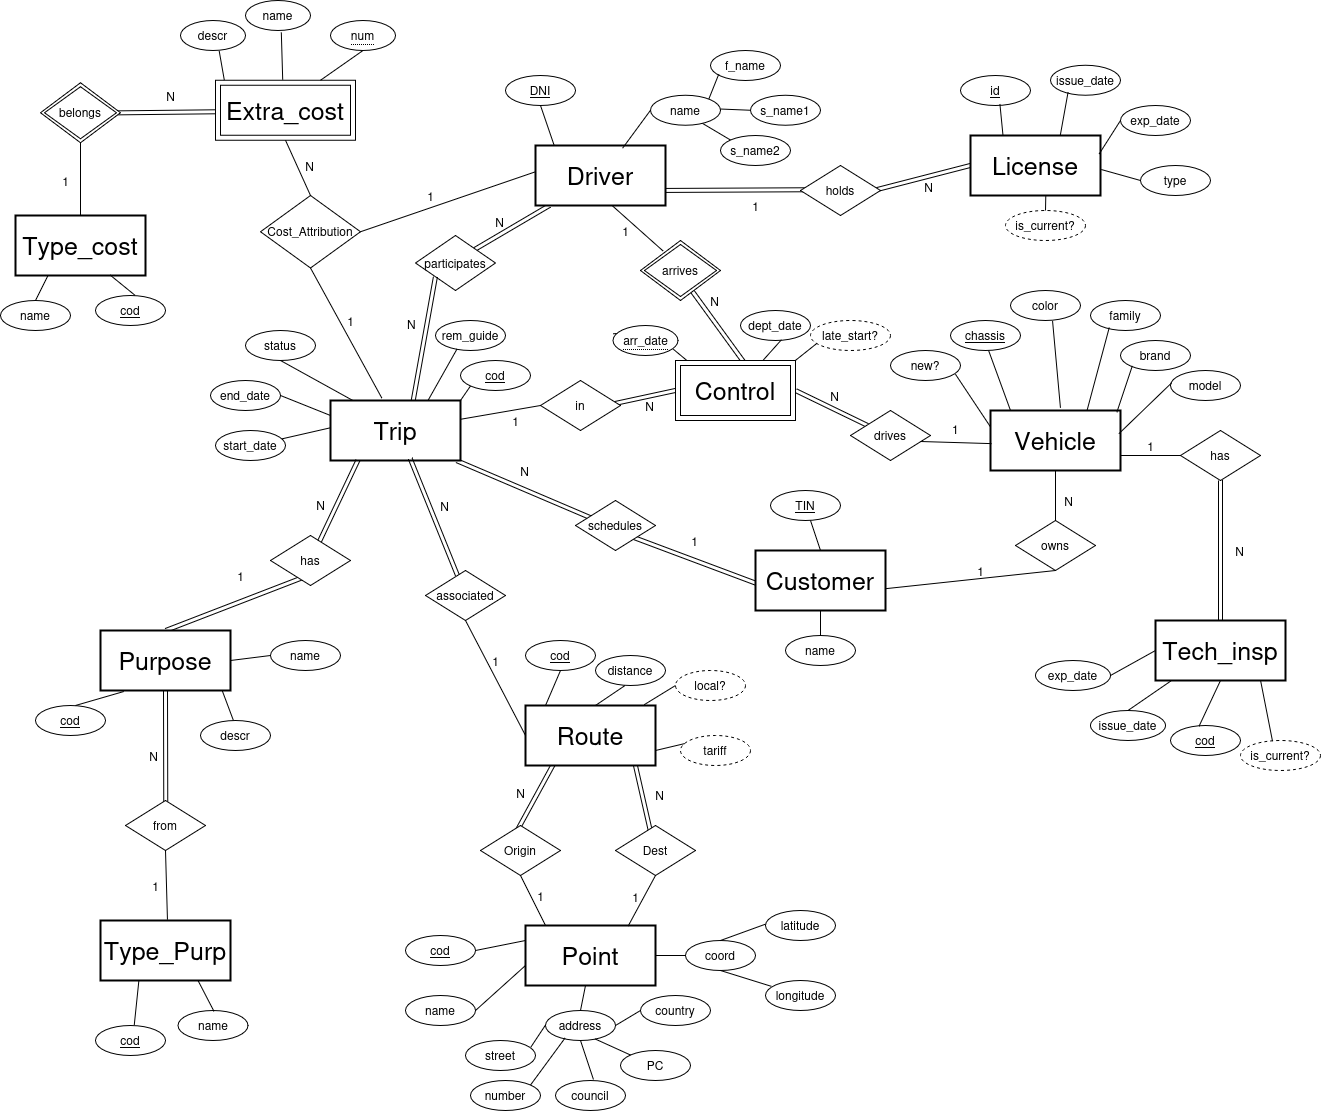 name
descr
num
f_name
DNI
issue_date
id
belongs
N
Extra_cost
name
s_name1
exp_date
s_name2
Driver
License
N
1
1
holds
N
type
1
is_current?
Type_cost
Cost_Attribution
N
1
participates
arrives
name
cod
1
N
N
color
family
status
rem_guide
arr_date
dept_date
late_start?
chassis
brand
new?
model
end_date
cod
in
Control
1
N
N
start_date
Trip
drives
1
Vehicle
1
has
N
TIN
N
N
N
schedules
1
owns
N
has
1
associated
Customer
1
1
Purpose
name
1
cod
distance
name
local?
Tech_insp
exp_date
cod
descr
Route
tariff
issue_date
cod
is_current?
N
N
N
from
Origin
Dest
1
1
1
Type_Purp
cod
Point
coord
latitude
longitude
name
address
country
cod
name
street
PC
number
council